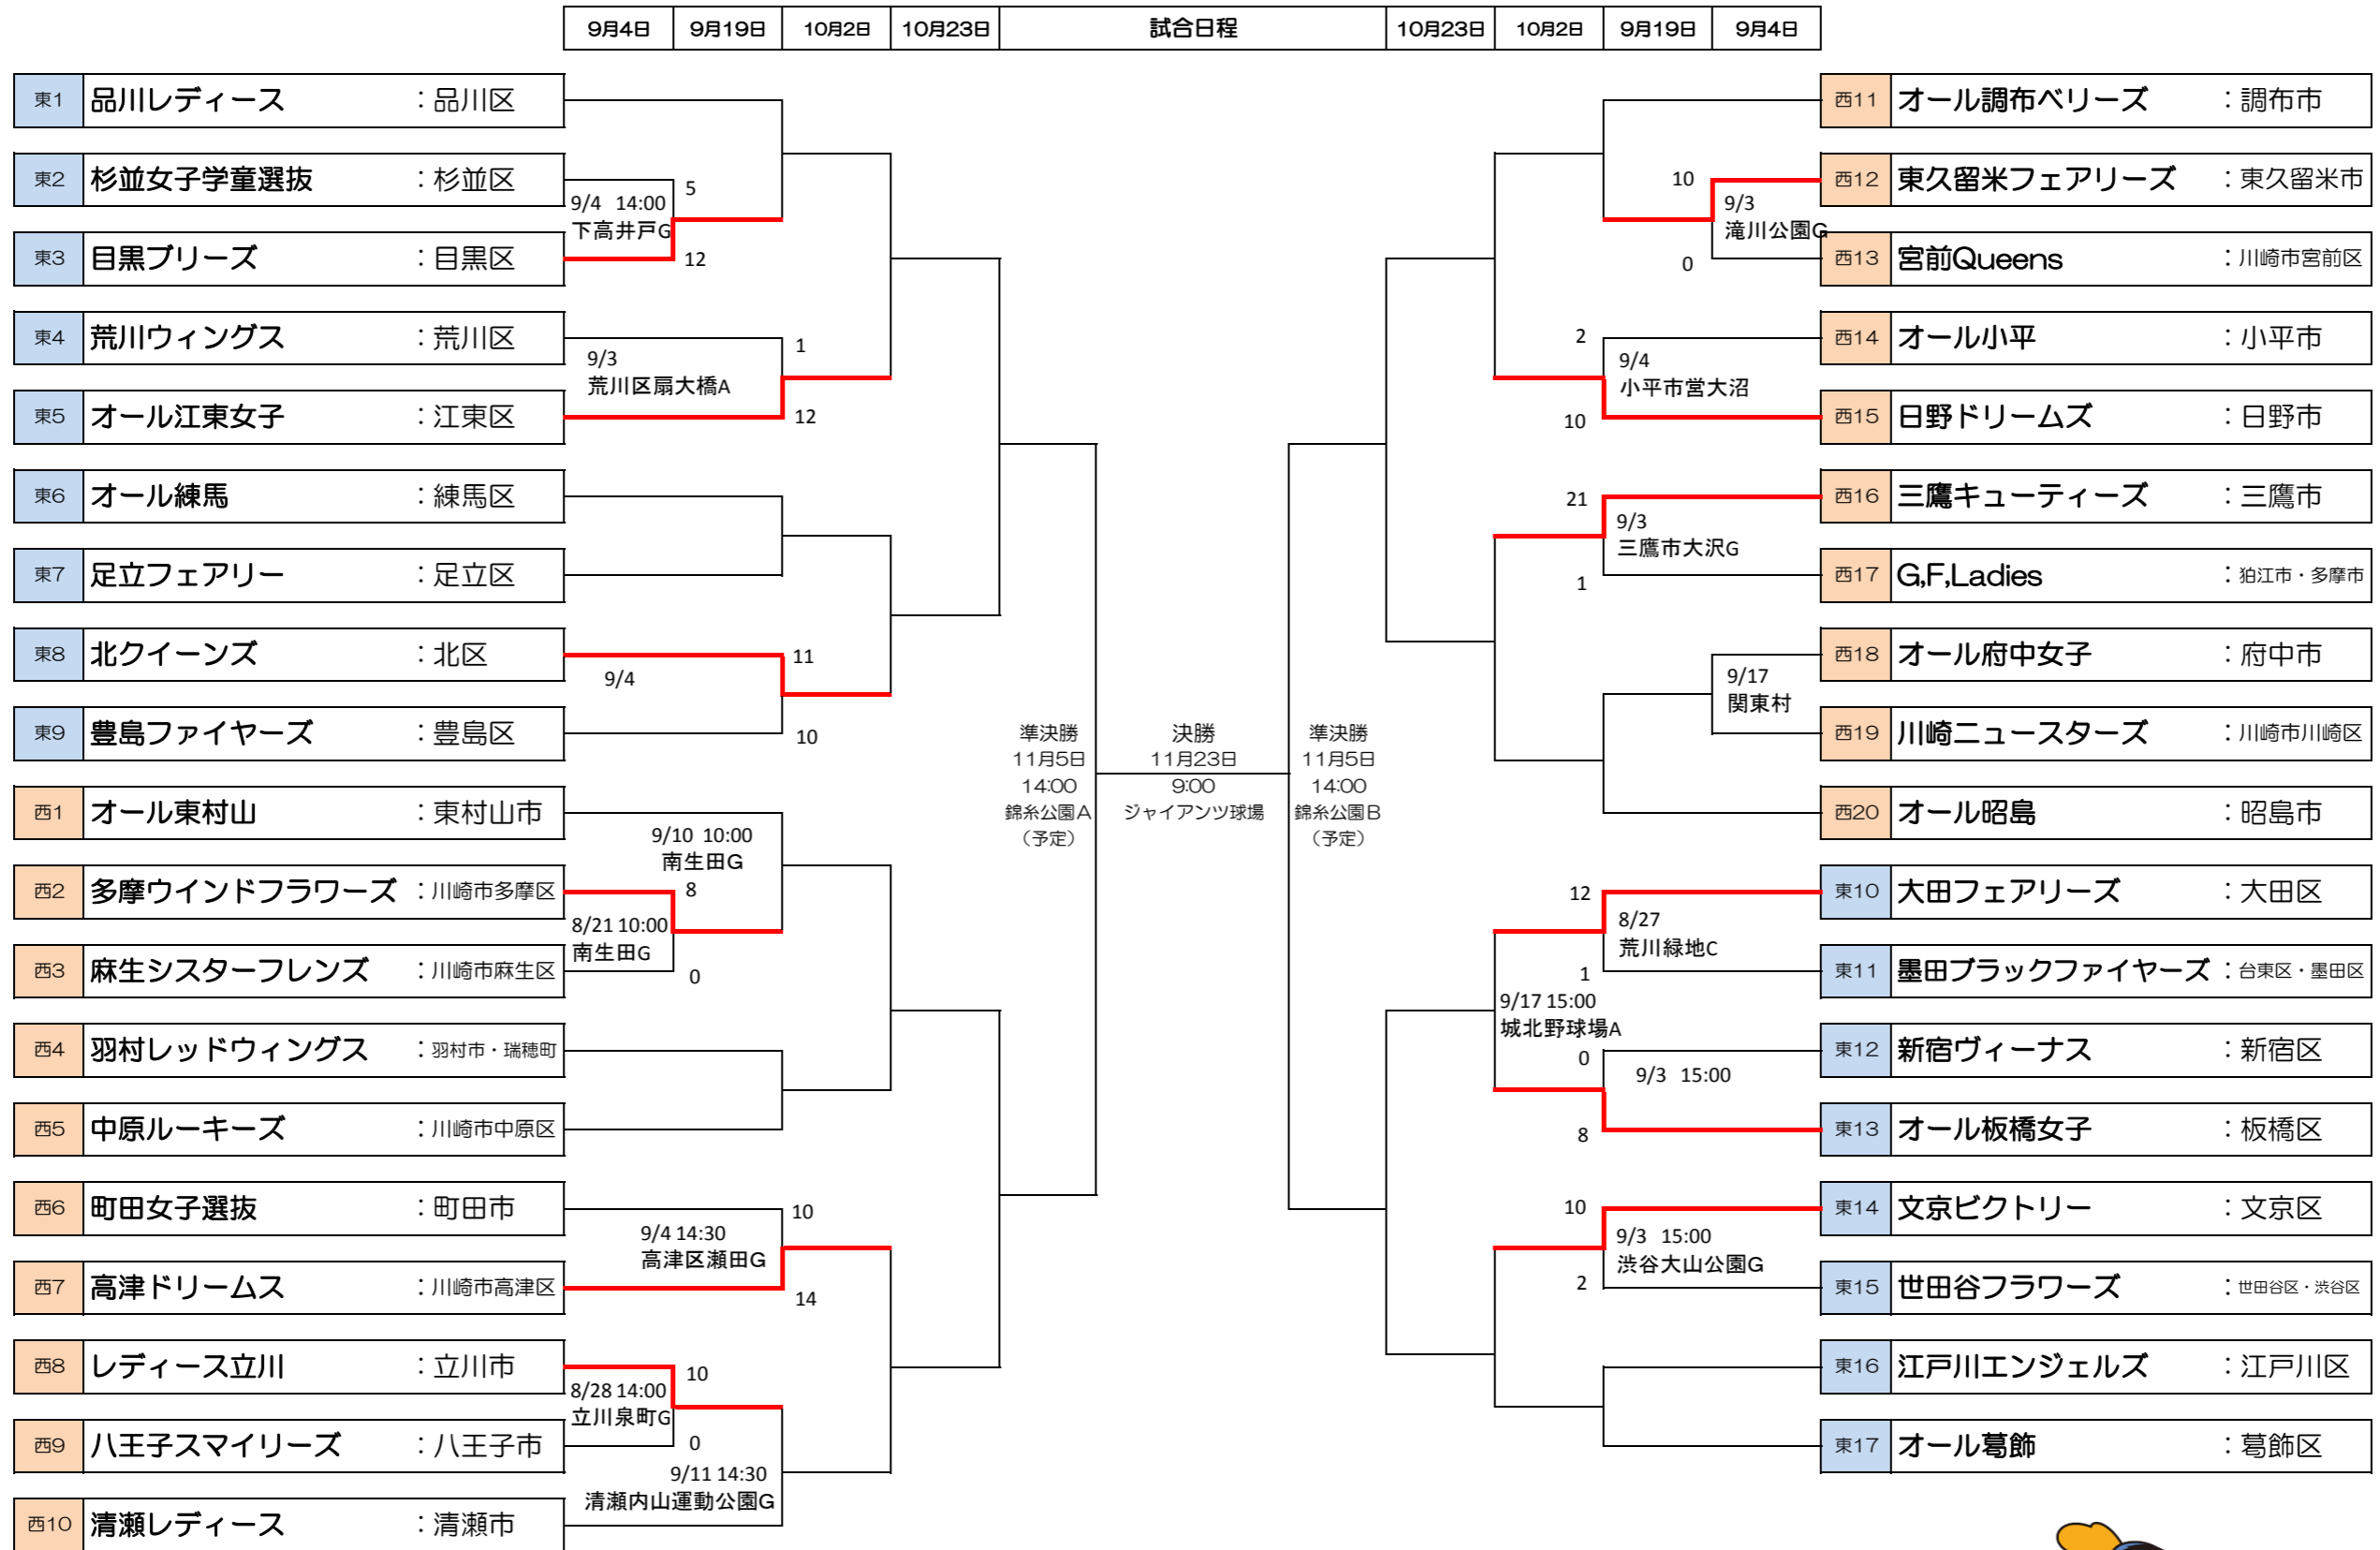 9月4日 9月19日 10月2日 10月23日 試合日程 10月23日 10月2日 9月19日 9月4日
東1 品川レディース ：品川区
東2 杉並女子学童選抜 ：杉並区
5
9/4 14:00
下高井戸G
東3 目黒ブリーズ ：目黒区
12
東4 荒川ウィングス ：荒川区
1
9/3
荒川区扇大橋A
東5 オール江東女子 ：江東区
12
東6 オール練馬 ：練馬区
東7 足立フェアリー ：足立区
東8 北クイーンズ ：北区
11
9/4
東9 豊島ファイヤーズ ：豊島区
10
西1 オール東村山 ：東村山市
9/10 10:00
南生田G
西2 多摩ウインドフラワーズ ：川崎市多摩区
8
8/21 10:00
南生田G
西3 麻生シスターフレンズ ：川崎市麻生区
0
西4 羽村レッドウィングス ：羽村市・瑞穂町
西5 中原ルーキーズ ：川崎市中原区
西6 町田女子選抜 ：町田市
10
9/4 14:30
高津区瀬田G
西7 高津ドリームス ：川崎市高津区
14
西8 レディース立川 ：立川市
10
8/28 14:00
立川泉町G
西9 八王子スマイリーズ ：八王子市
0
9/11 14:30
清瀬内山運動公園G
西10 清瀬レディース ：清瀬市
準決勝
11月5日
14:00
錦糸公園A
（予定）
決勝
11月23日
9:00
ジャイアンツ球場
準決勝
11月5日
14:00
錦糸公園B
（予定）
西11 オール調布ベリーズ ：調布市
10
西12 東久留米フェアリーズ ：東久留米市
9/3
滝川公園G
0
西13 宮前Queens ：川崎市宮前区
2
西14 オール小平 ：小平市
9/4
小平市営大沼
10
西15 日野ドリームズ ：日野市
21
西16 三鷹キューティーズ ：三鷹市
9/3
三鷹市大沢G
1
西17 G,F,Ladies ：狛江市・多摩市
西18 オール府中女子 ：府中市
9/17
関東村
西19 川崎ニュースターズ ：川崎市川崎区
西20 オール昭島 ：昭島市
12
東10 大田フェアリーズ ：大田区
8/27
荒川緑地C
1
東11 墨田ブラックファイヤーズ ：台東区・墨田区
9/17 15:00
城北野球場A
0
東12 新宿ヴィーナス ：新宿区
9/3 15:00
8
東13 オール板橋女子 ：板橋区
10
東14 文京ビクトリー ：文京区
9/3 15:00
渋谷大山公園G
2
東15 世田谷フラワーズ ：世田谷区・渋谷区
東16 江戸川エンジェルズ ：江戸川区
東17 オール葛飾 ：葛飾区